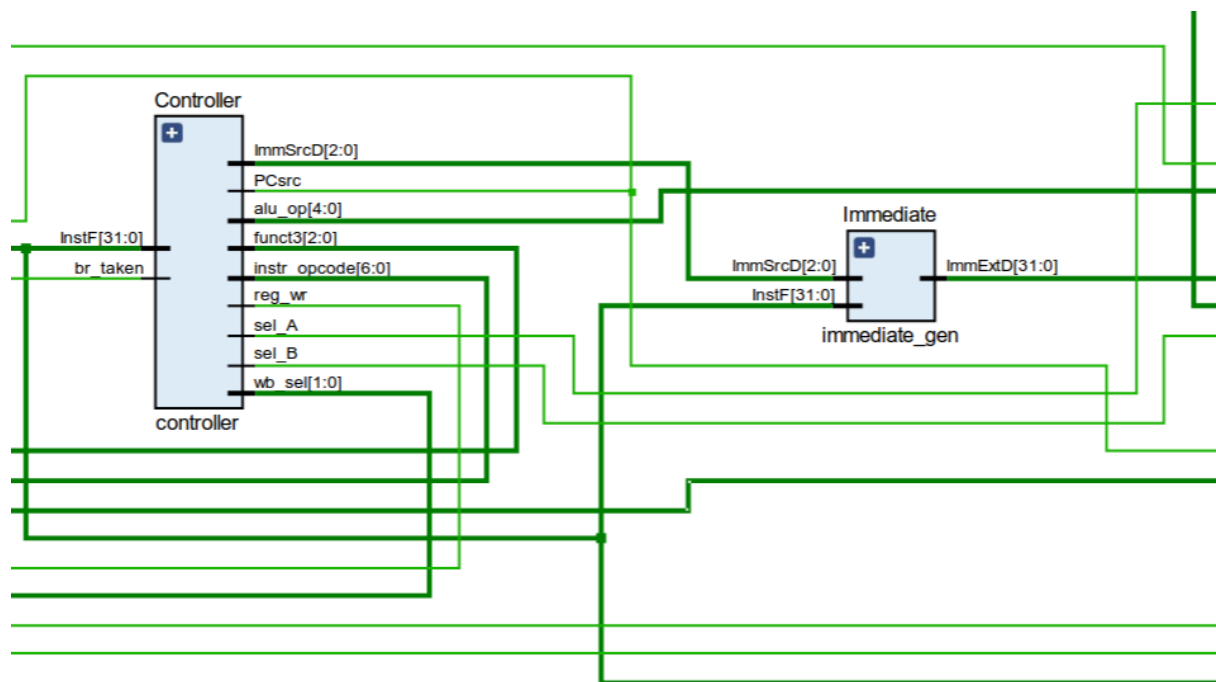 Controller
ImmSrcD[2:0]
PCsrc
alu_op[4:0]
InstF[31:0]
funct3[2:0]
br_taken
instr_opcode[6:0]
reg_wr
sel_A
sel_B
wb_sel[1:0]
controller
Immediate
ImmSrcD[2:0]
ImmExtD[31:0]
InstF[31:0]
immediate_gen